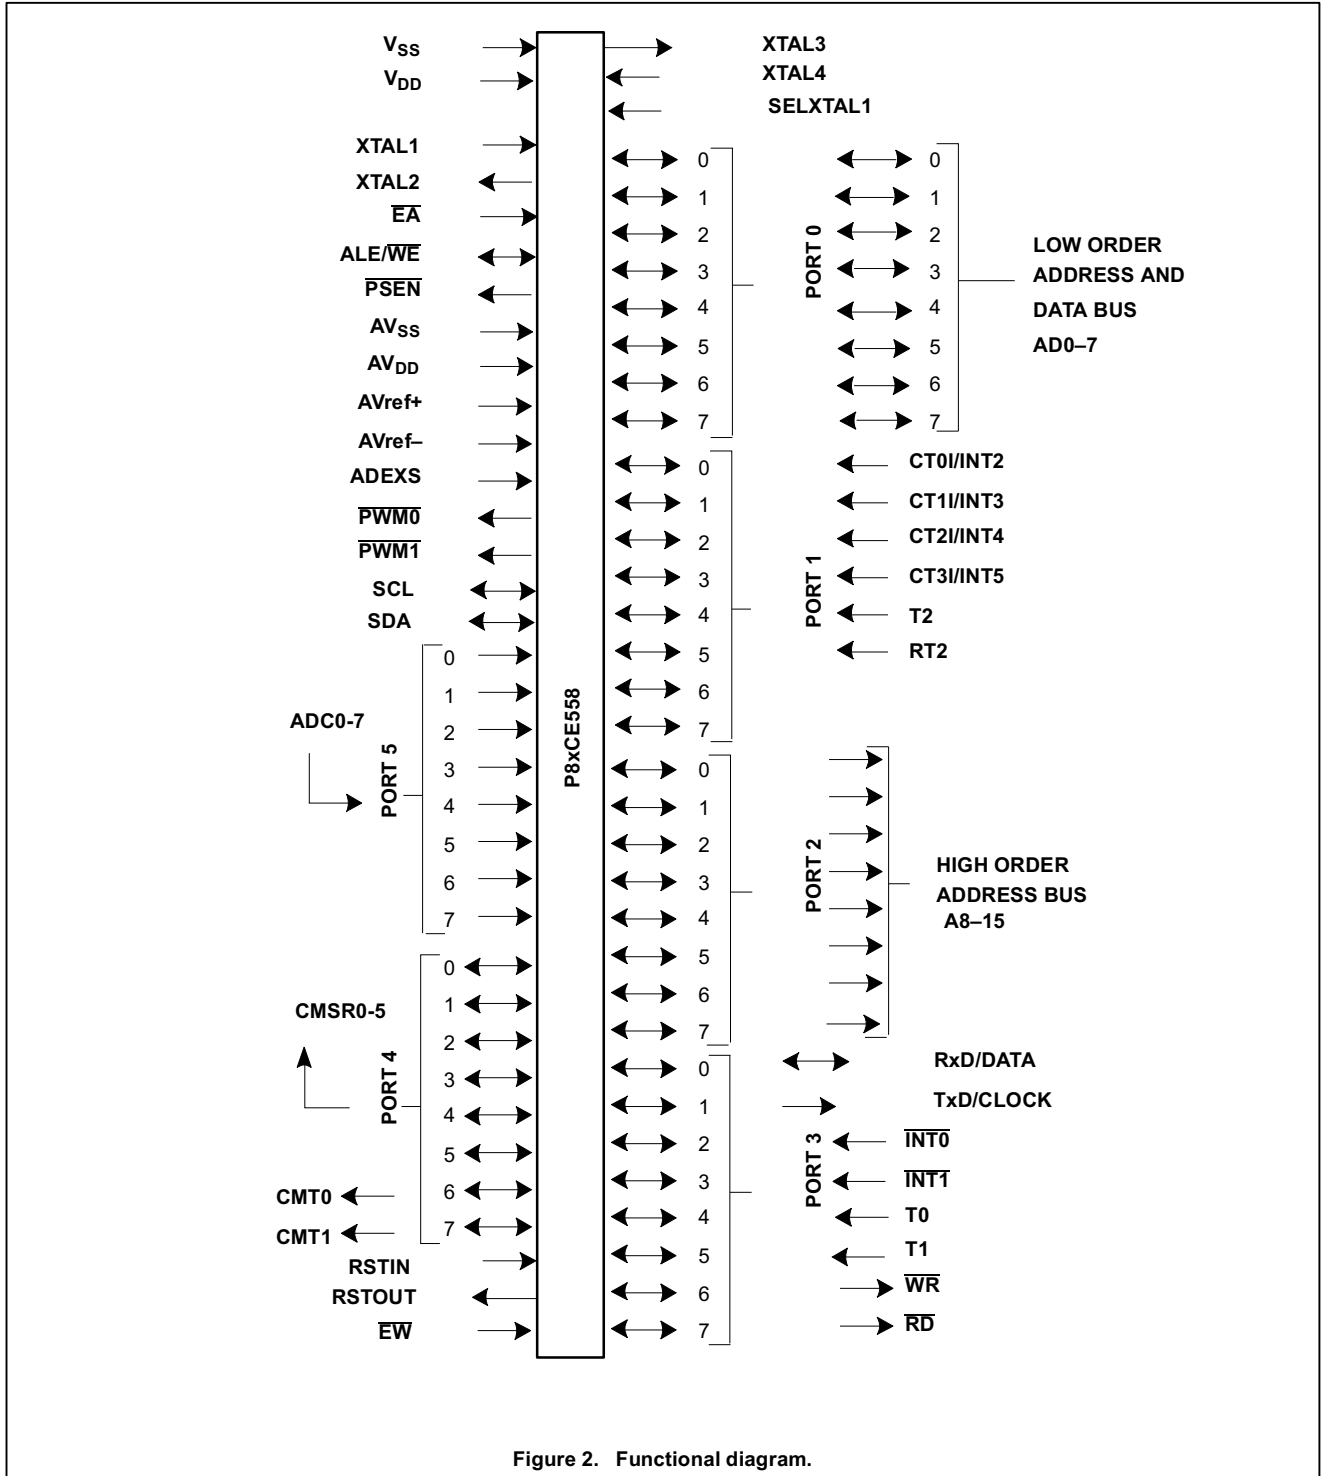 VSS
VDD
XTAL1
XTAL2
EA
ALE/WE
PSEN
AVSS
AVDD
AVref+
AVref–
ADEXS
PWM0
PWM1
SCL
SDA
ADC0-7
PORT 5
0
1
2
3
4
5
6
7
CMSR0-5
PORT 4
0
1
2
3
4
5
6
7
CMT0
CMT1
RSTIN
RSTOUT
EW
P8xCE558
XTAL3
XTAL4
SELXTAL1
0
1
2
3
4
5
6
7
PORT 0
0
1
2
3
4
5
6
7
LOW ORDER
ADDRESS AND
DATA BUS
AD0–7
0
1
2
3
4
5
6
7
PORT 1
CT0I/INT2
CT1I/INT3
CT2I/INT4
CT3I/INT5
T2
RT2
0
1
2
3
4
5
6
7
PORT 2
HIGH ORDER
ADDRESS BUS
A8–15
0
1
2
3
4
5
6
7
PORT 3
RxD/DATA
TxD/CLOCK
INT0
INT1
T0
T1
WR
RD
Figure 2. Functional diagram.